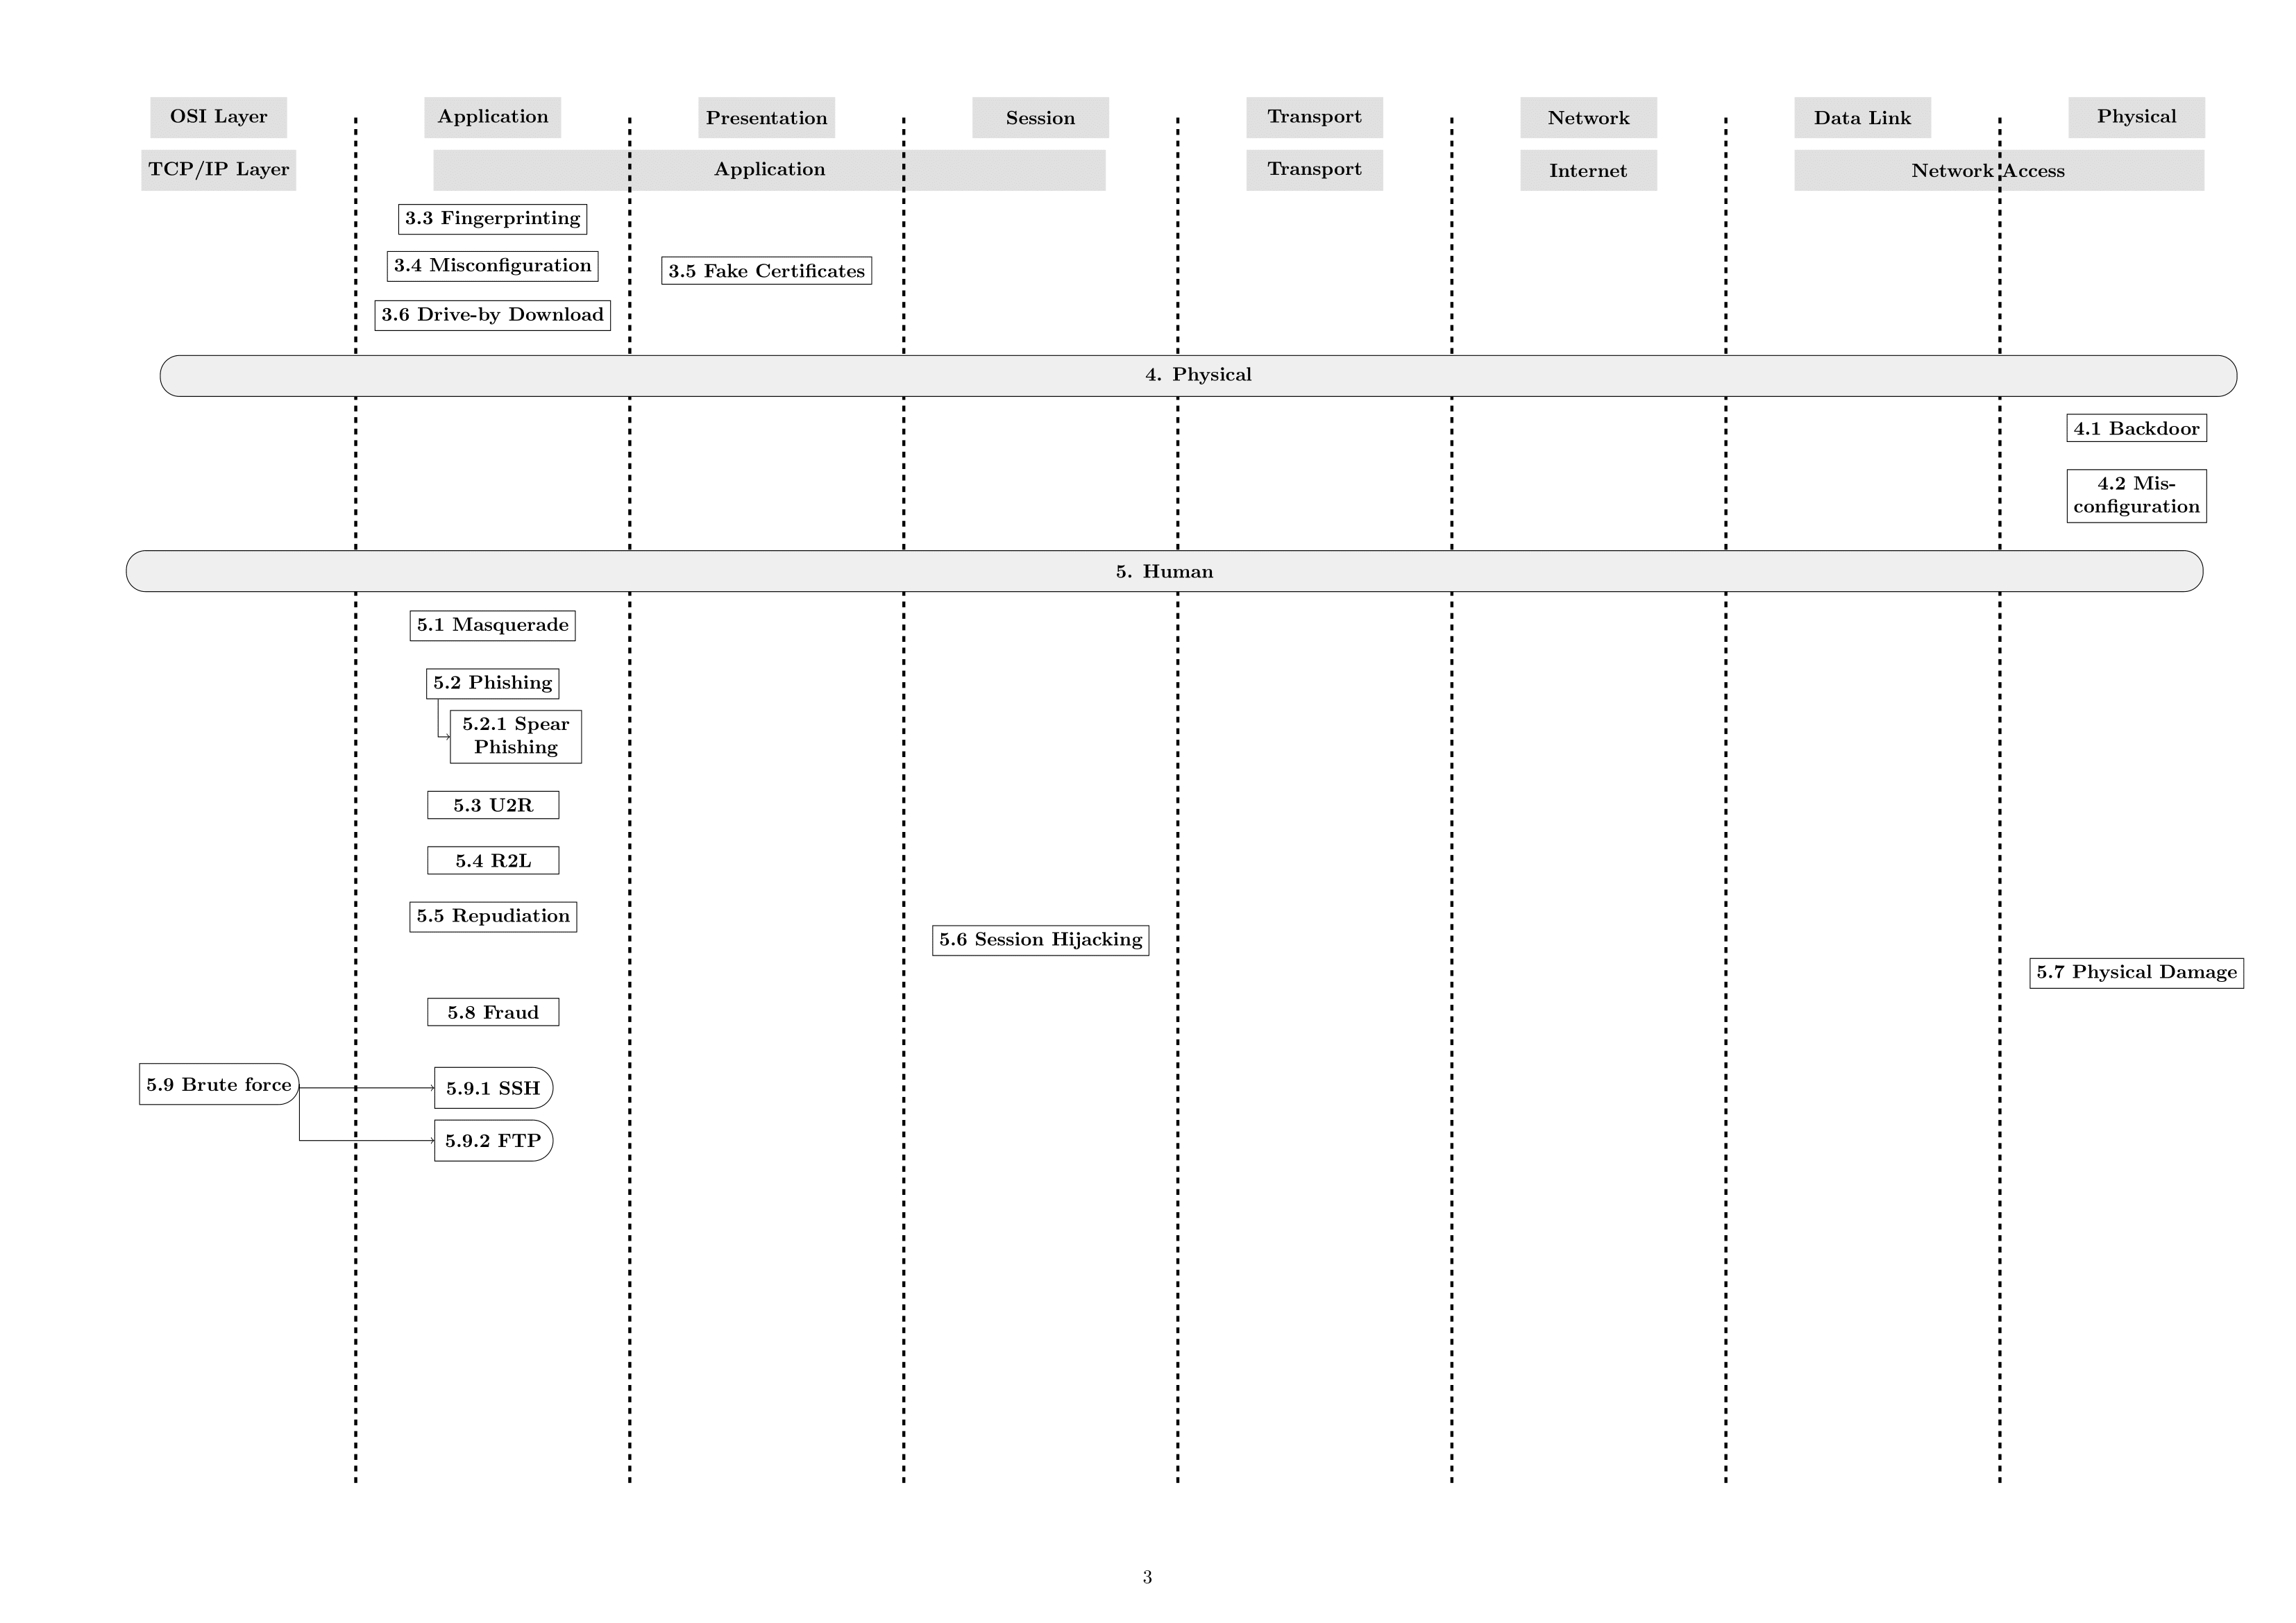 OSI Layer
Application
Presentation
Session
Transport
Network
Data Link
Physical
TCP/IP Layer
Application
Transport
Internet
Network Access
3.3 Fingerprinting
3.4 Misconfiguration
3.5 Fake Certificates
3.6 Drive-by Download
4. Physical
4.1 Backdoor
4.2 Mis-
configuration
5. Human
5.1 Masquerade
5.2 Phishing
5.2.1 Spear
Phishing
5.3 U2R
5.4 R2L
5.5 Repudiation
5.6 Session Hijacking
5.7 Physical Damage
5.8 Fraud
5.9 Brute force
5.9.1 SSH
5.9.2 FTP
3